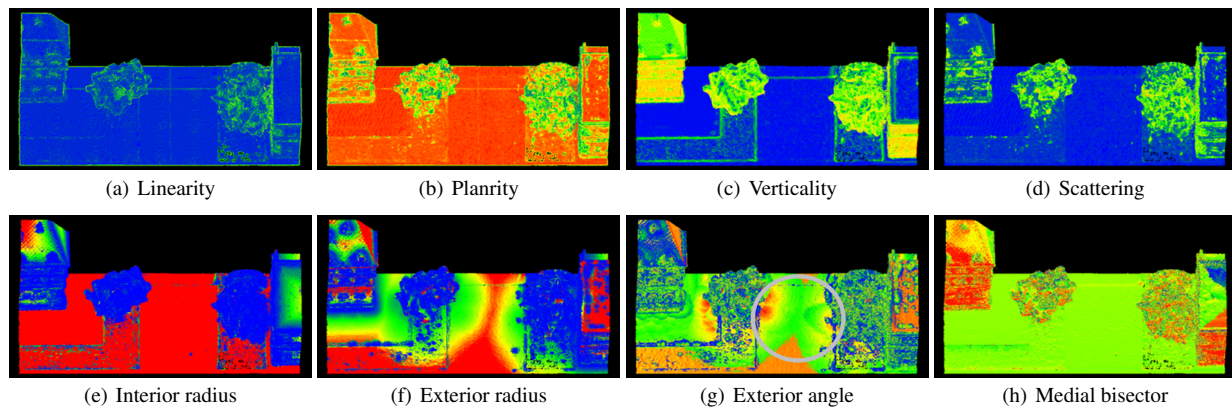 (a) Linearity
(b) Planrity
(c) Verticality
(d) Scattering
(e) Interior radius
(f) Exterior radius
(g) Exterior angle
(h) Medial bisector